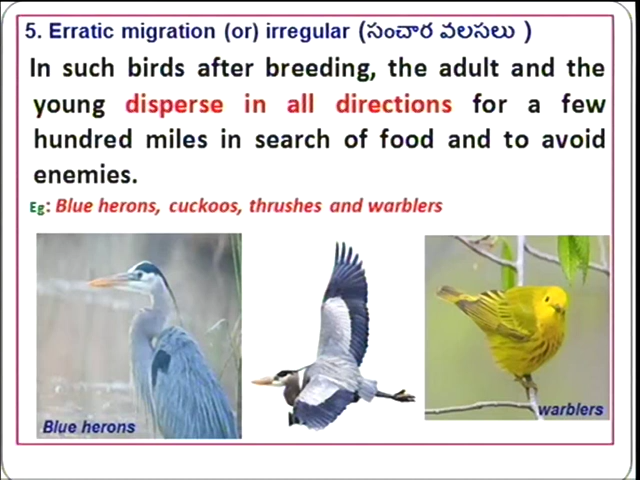 5. Erratic migration (or) irregular (సంచార వలసలు )
In such birds after breeding, the adult and the
young disperse in all directions for a few
hundred miles in search of food and to avoid
enemies.
Eg: Blue herons, cuckoos, thrushes and warblers
Blue herons
warblers